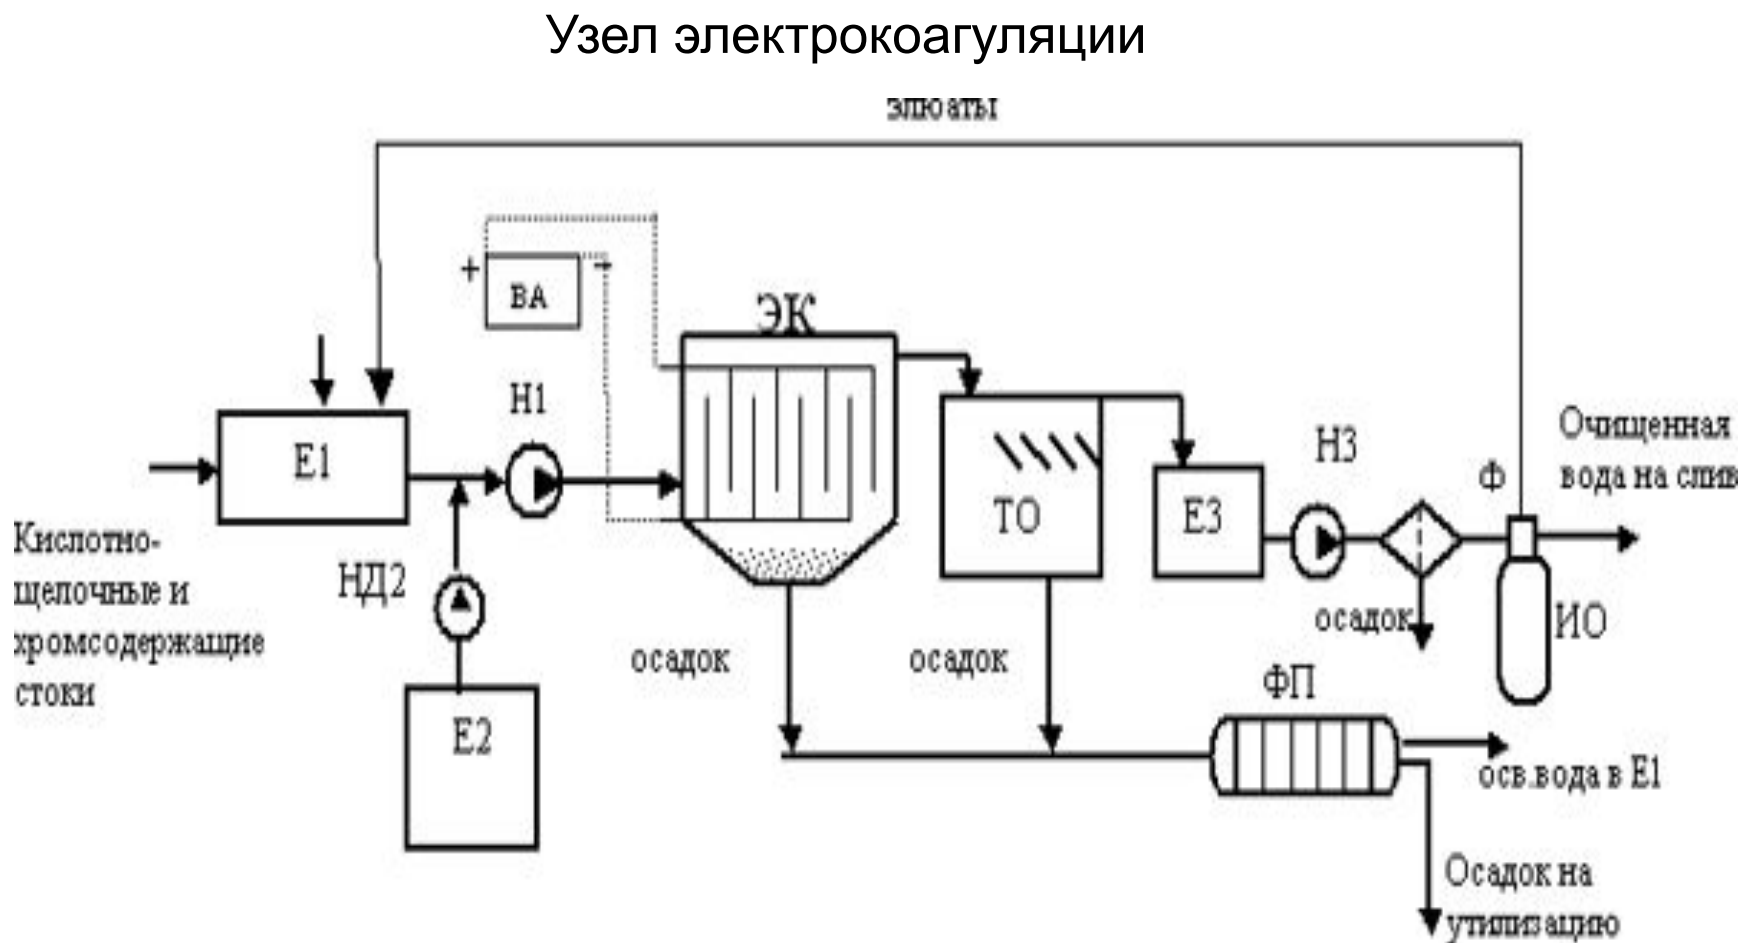 Узел электрокоагуляции
элюаты
+
-
ВА
ЭК
Н1
Е1
Н3
Очищенная
вода на слив
Ф
ТО
Е3
Кислотно-
щелочные и
хромсодержащие
стоки
НД2
осадок
ИО
осадок
осадок
ФП
Е2
осв.вода в Е1
Осадок на
утилизацию